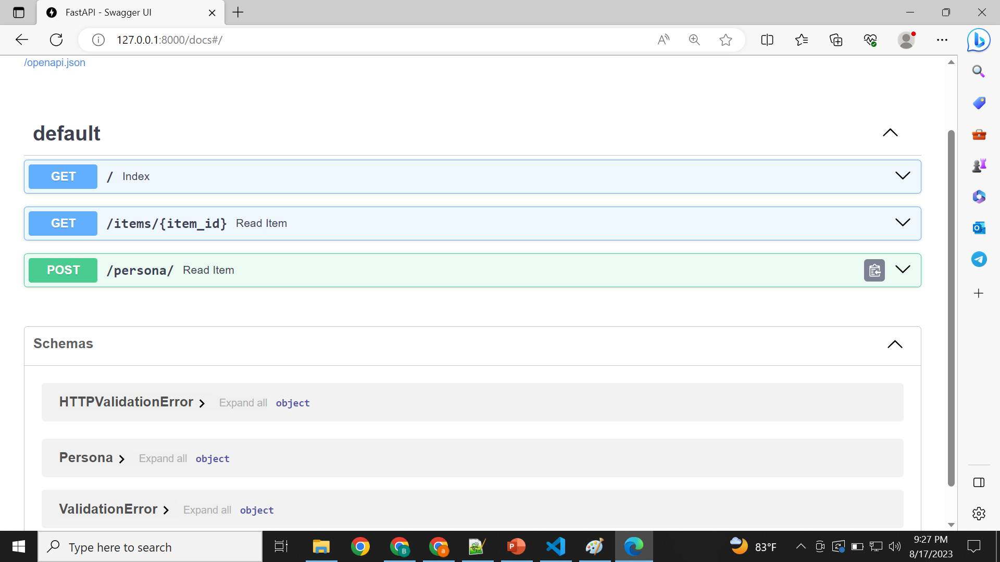 FastAPI - Swagger UI
127.0.0.1:8000/docs#/
/openapi.json
default
GET / Index
GET /items/{item_id} Read Item
POST /persona/ Read Item
Schemas
HTTPValidationError Expand all object
Persona Expand all object
ValidationError Expand all object
Type here to search
83°F
9:27 PM
8/17/2023